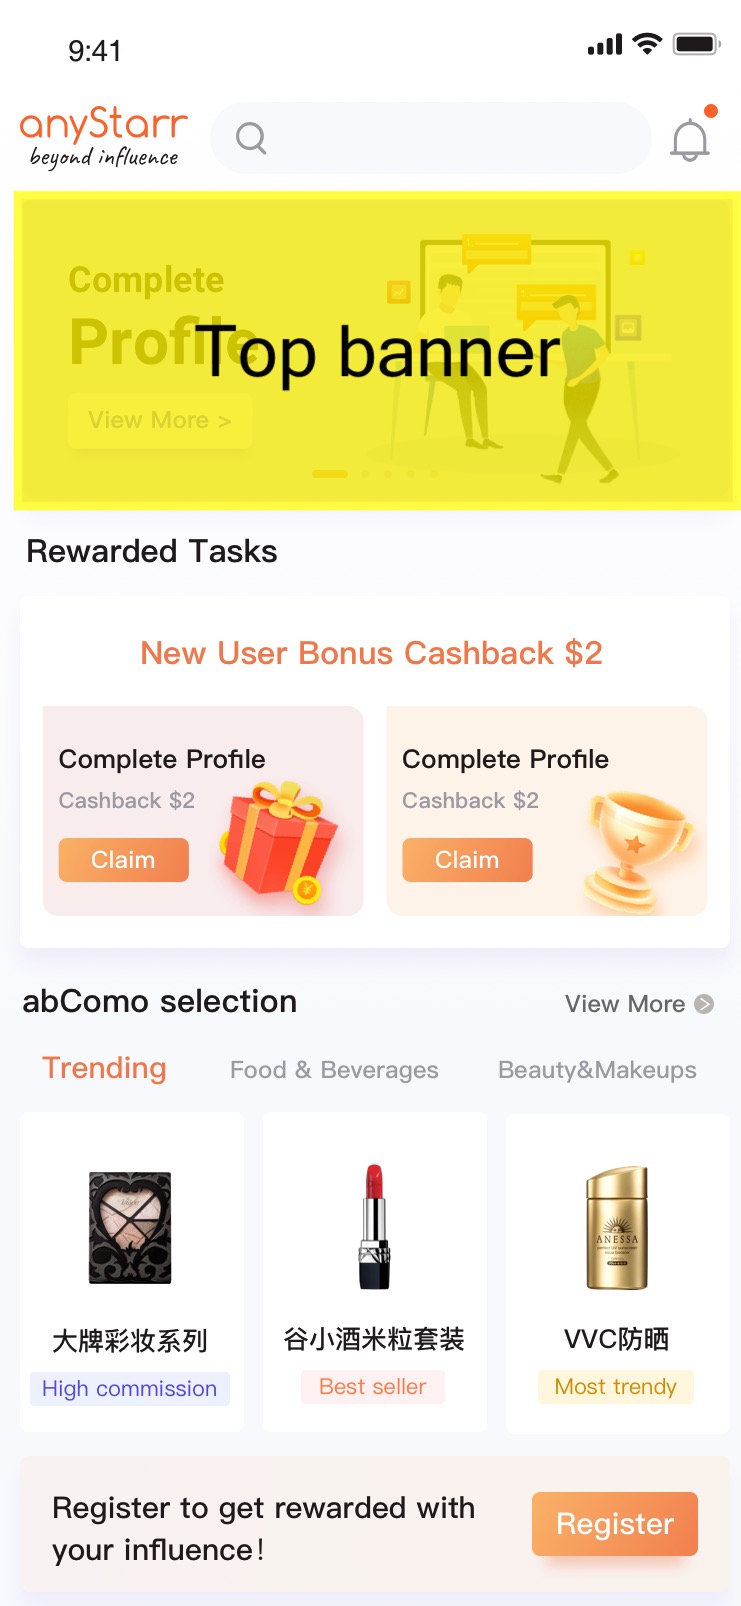 9:41
anyStarr
beyond influence
Complete
Profile
Top banner
View More >
Rewarded Tasks
New User Bonus Cashback $2
Complete Profile
Cashback $2
Claim
Complete Profile
Cashback $2
Claim
abComo selection
View More
Trending
Food & Beverages
Beauty&Makeups
ANESSA
大牌彩妆系列
谷小酒米粒套装
VVC防晒
High commission
Best seller
Most trendy
Register to get rewarded with
your influence!
Register